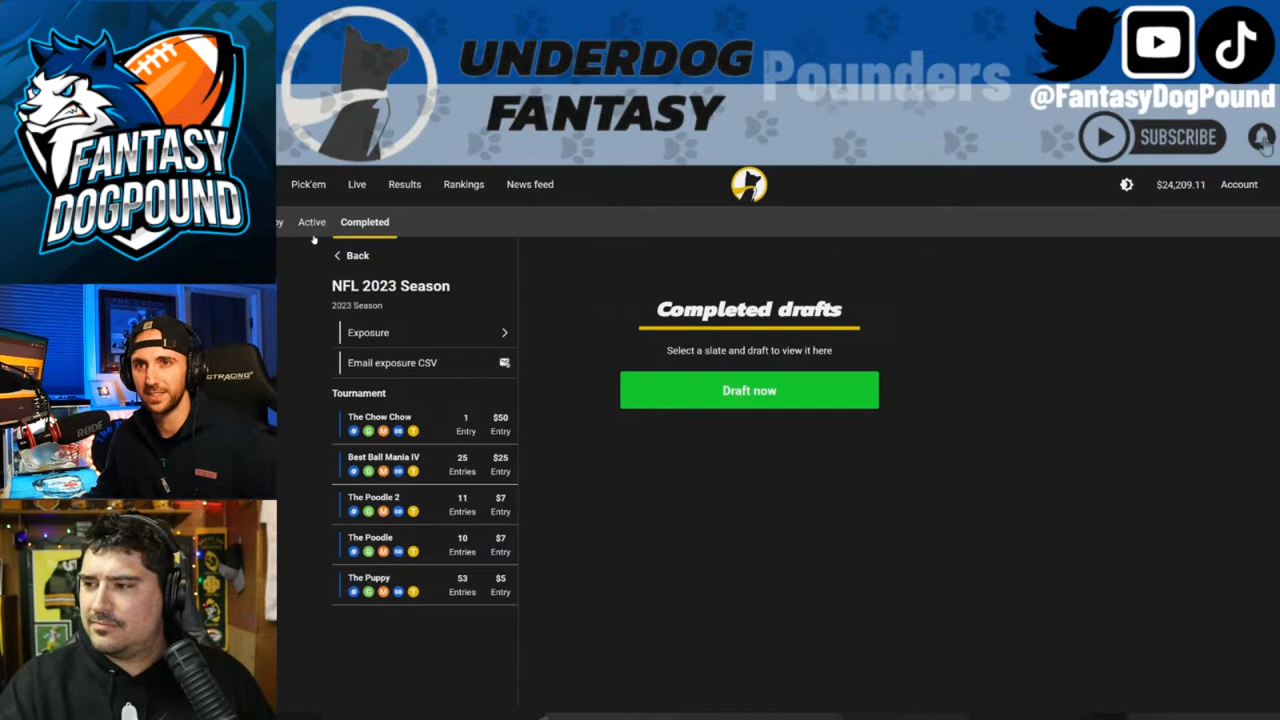 FANTASY
DOGPOUND
UNDERDOG
FANTASY
Pounders
@FantasyDogPound
SUBSCRIBE
Pick'em Live Results Rankings News feed
$24,209.11 Account
Active Completed
Back
NFL 2023 Season
2023 Season
Exposure
Email exposure CSV
Tournament
The Chow Chow 1 $50
Entry Entry
Best Ball Mania IV 25 $25
Entries Entry
The Poodle 2 11 $7
Entries Entry
The Poodle 10 $7
Entries Entry
The Puppy 53 $5
Entries Entry
Completed drafts
Select a slate and draft to view it here
Draft now
GTRACING
RØDE